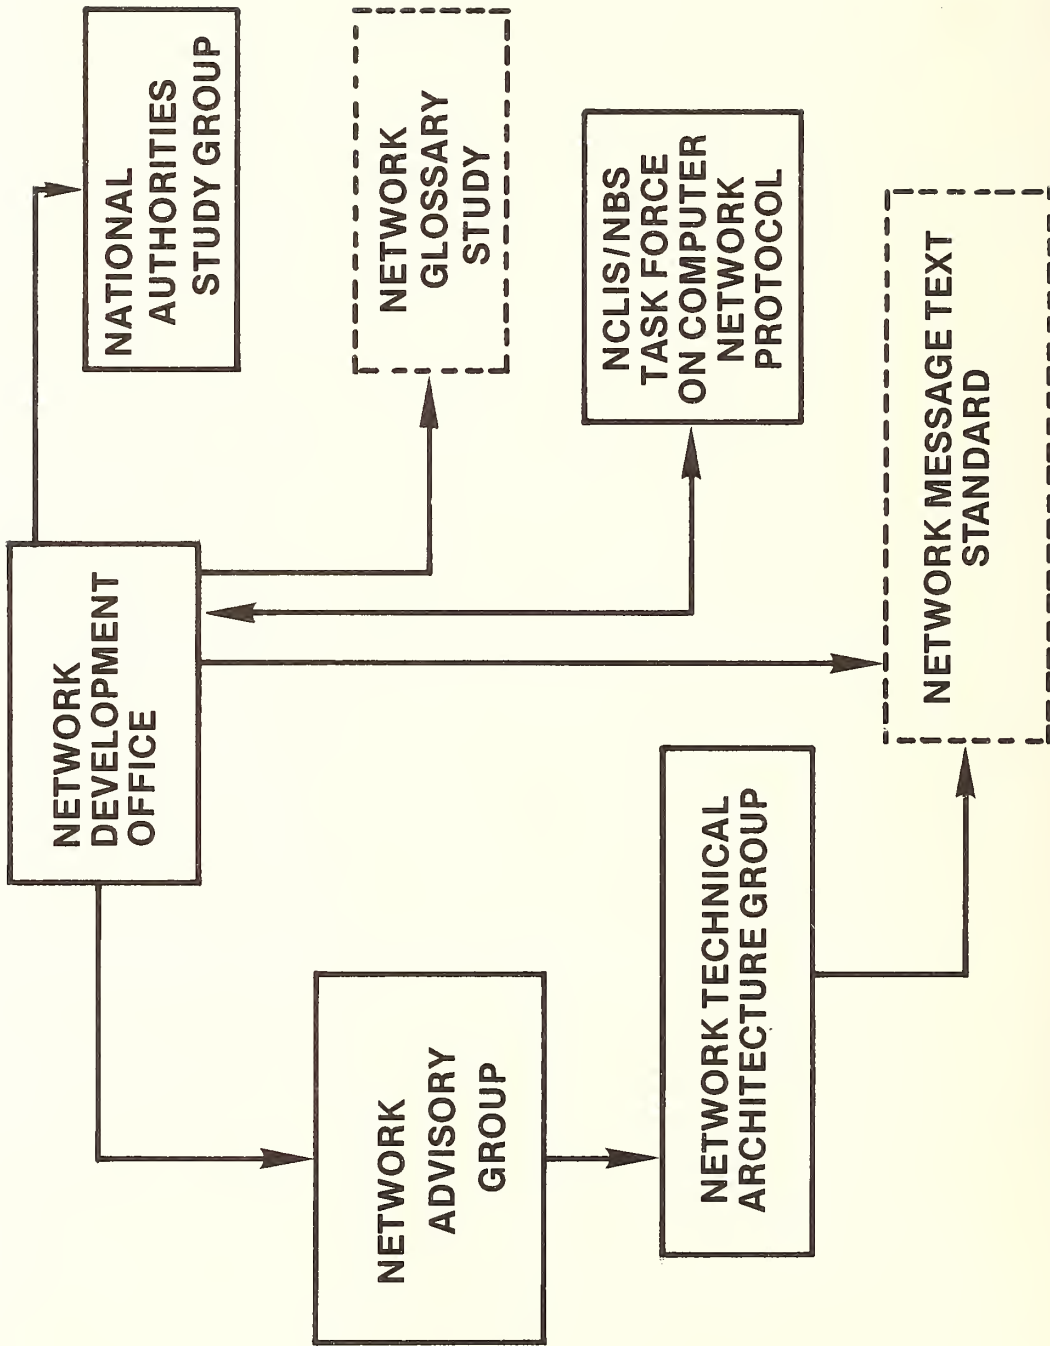 NETWORK
DEVELOPMENT
OFFICE
NATIONAL
AUTHORITIES
STUDY GROUP
NETWORK
GLOSSARY
STUDY
NCLIS/NBS
TASK FORCE
ON COMPUTER
NETWORK
PROTOCOL
NETWORK
ADVISORY
GROUP
NETWORK TECHNICAL
ARCHITECTURE GROUP
NETWORK MESSAGE TEXT
STANDARD